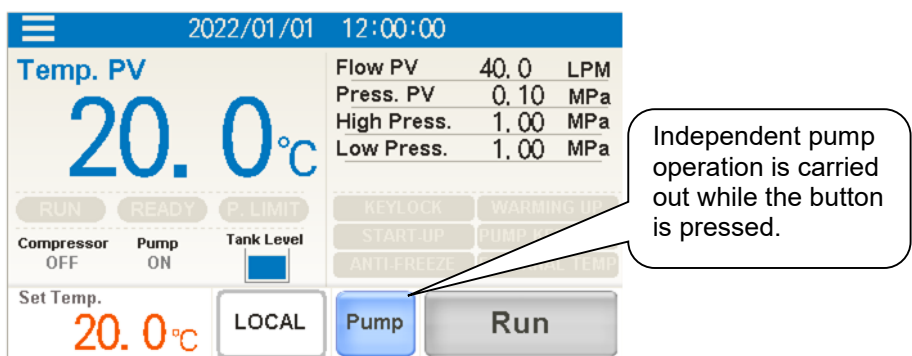 2022/01/01 12:00:00
Temp. PV
20.0℃
Flow PV 40.0 LPM
Press. PV 0.10 MPa
High Press. 1.00 MPa
Low Press. 1.00 MPa
RUN READY P. LIMIT
KEYLOCK WARMING UP
START-UP PUMP
ANTI-FREEZE TEMP
Compressor OFF
Pump ON
Tank Level
Set Temp.
20.0℃
LOCAL
Pump
Run
Independent pump
operation is carried
out while the button
is pressed.